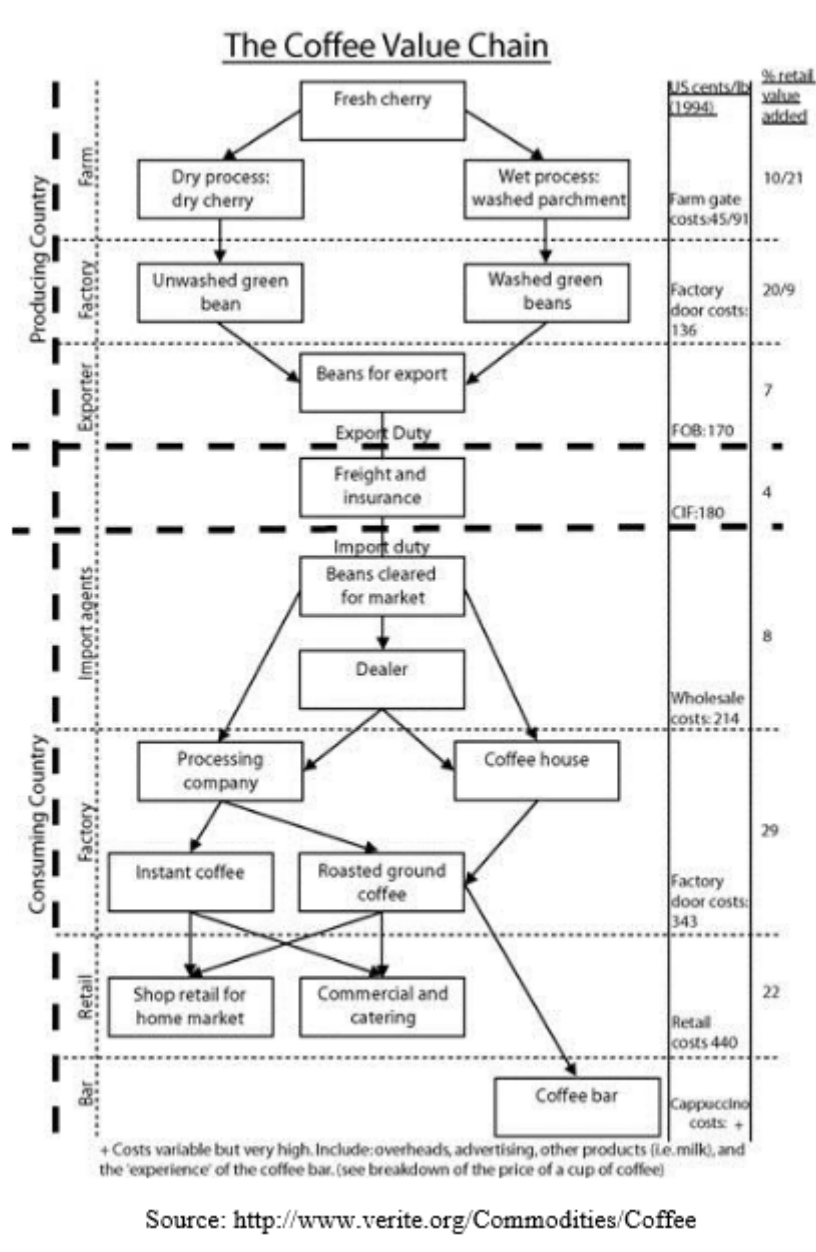 The Coffee Value Chain
US cents/lb
(1994)
% retail
value
added
Producing Country
Farm
Fresh cherry
Dry process:
dry cherry
Wet process:
washed parchment
Farm gate
costs:45/91
10/21
Factory
Unwashed green
bean
Washed green
beans
Factory
door costs:
136
20/9
Exporter
Beans for export
7
Export Duty
FOB:170
Freight and
insurance
4
CIF:180
Import duty
Consuming Country
Import agents
Beans cleared
for market
Dealer
8
Wholesale
costs: 214
Factory
Processing
company
Coffee house
29
Instant coffee
Roasted ground
coffee
Factory
door costs:
343
Retail
Shop retail for
home market
Commercial and
catering
22
Retail
costs 440
Bar
Coffee bar
Cappuccino
costs: +
+ Costs variable but very high. Include: overheads, advertising, other products (i.e. milk), and
the 'experience' of the coffee bar. (see breakdown of the price of a cup of coffee)
Source: http://www.verite.org/Commodities/Coffee